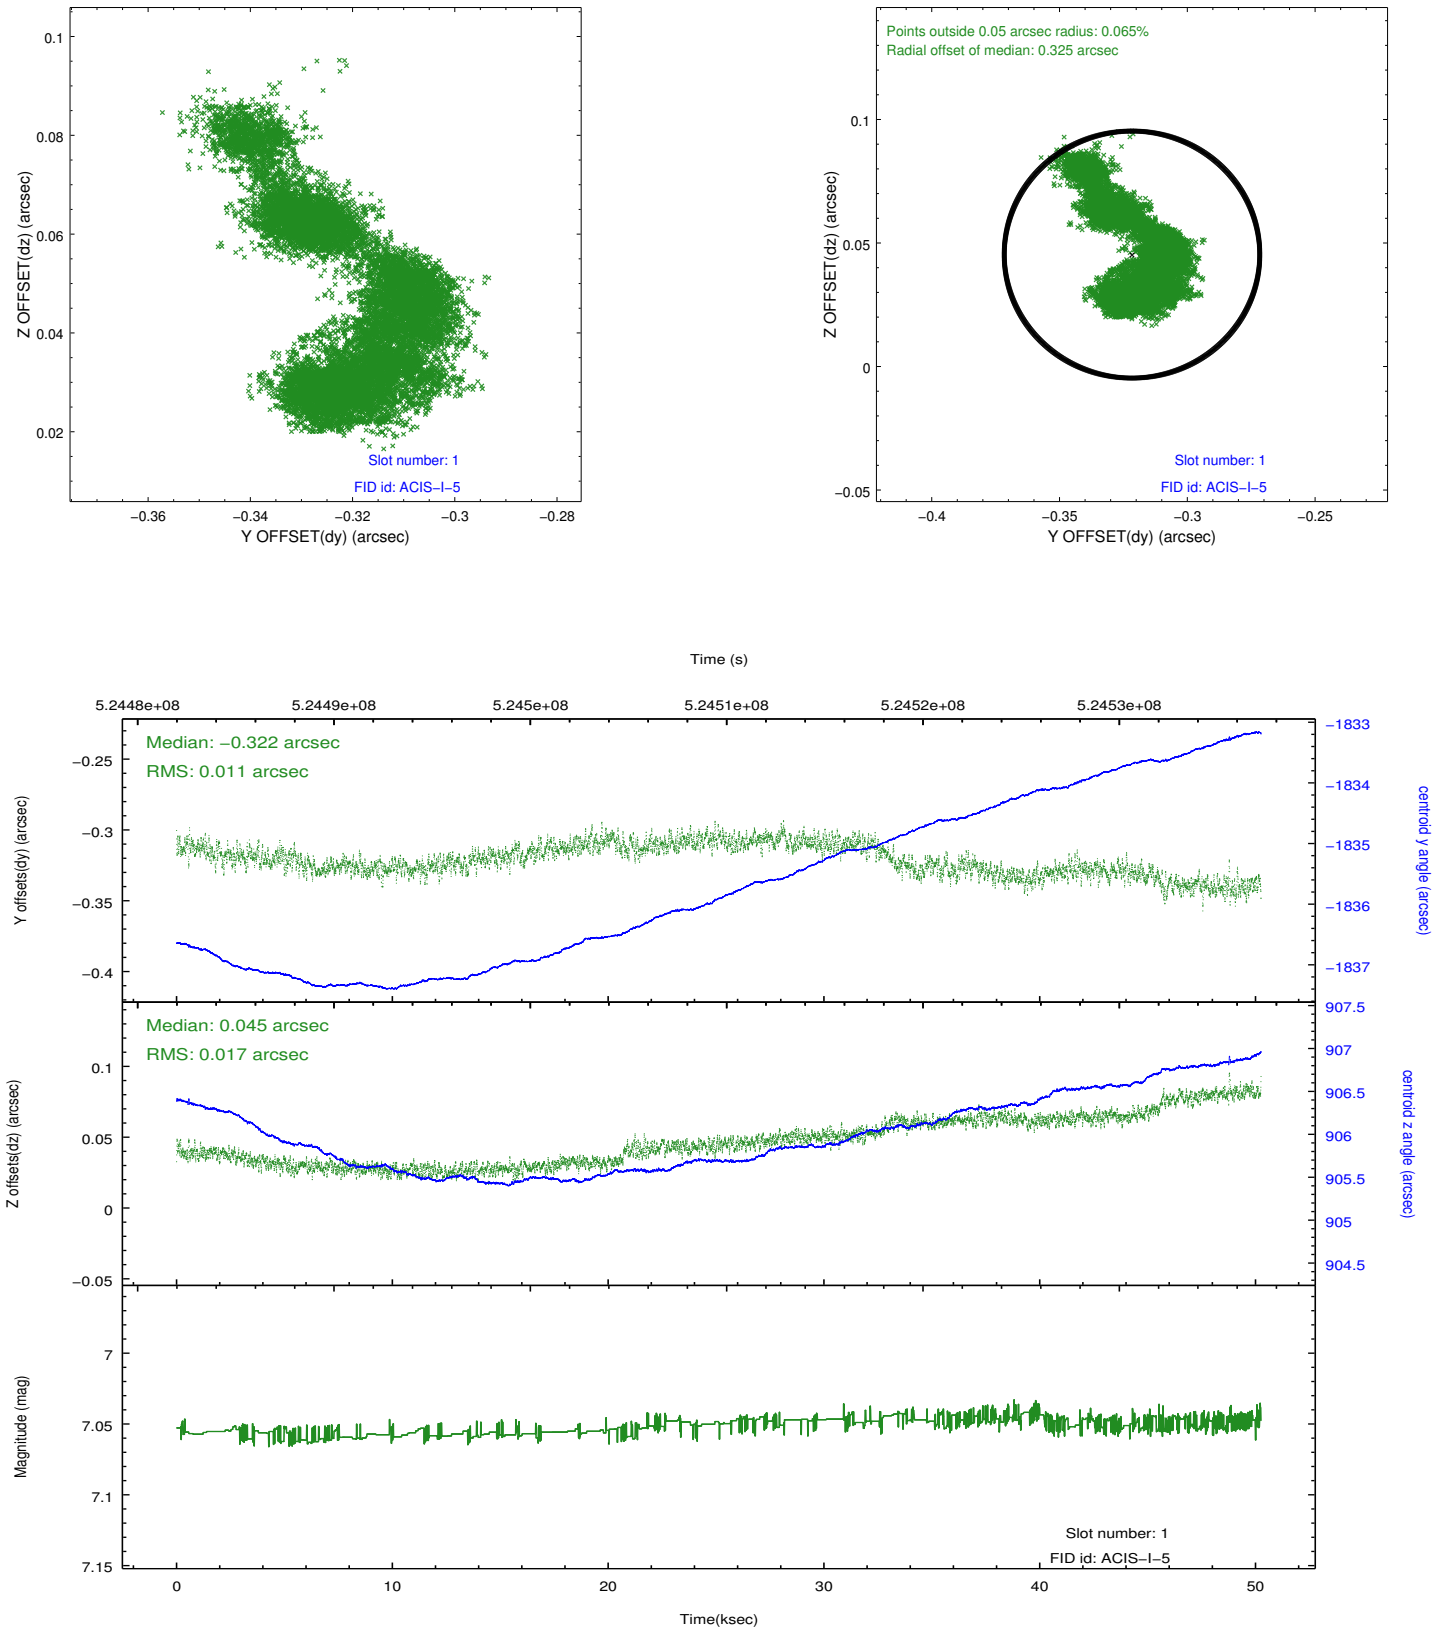 0.1
0.08
0.06
0.04
0.02
Z OFFSET(dz) (arcsec)
Slot number: 1
FID id: ACIS−I−5
−0.36 −0.34 −0.32 −0.3 −0.28
Y OFFSET(dy) (arcsec)
Points outside 0.05 arcsec radius: 0.065%
Radial offset of median: 0.325 arcsec
0.1
0.05
0
−0.05
Z OFFSET(dz) (arcsec)
Slot number: 1
FID id: ACIS−I−5
−0.4 −0.35 −0.3 −0.25
Y OFFSET(dy) (arcsec)
Time (s)
5.2448e+08 5.2449e+08 5.245e+08 5.2451e+08 5.2452e+08 5.2453e+08
Median: −0.322 arcsec
RMS: 0.011 arcsec
−0.25
−0.3
−0.35
−0.4
Y offsets(dy) (arcsec)
−1833
−1834
−1835
−1836
−1837
centroid y angle (arcsec)
Median: 0.045 arcsec
RMS: 0.017 arcsec
0.1
0.05
0
−0.05
Z offsets(dz) (arcsec)
907.5
907
906.5
906
905.5
905
904.5
centroid z angle (arcsec)
7
7.05
7.1
7.15
Magnitude (mag)
Slot number: 1
FID id: ACIS−I−5
0 10 20 30 40 50
Time(ksec)